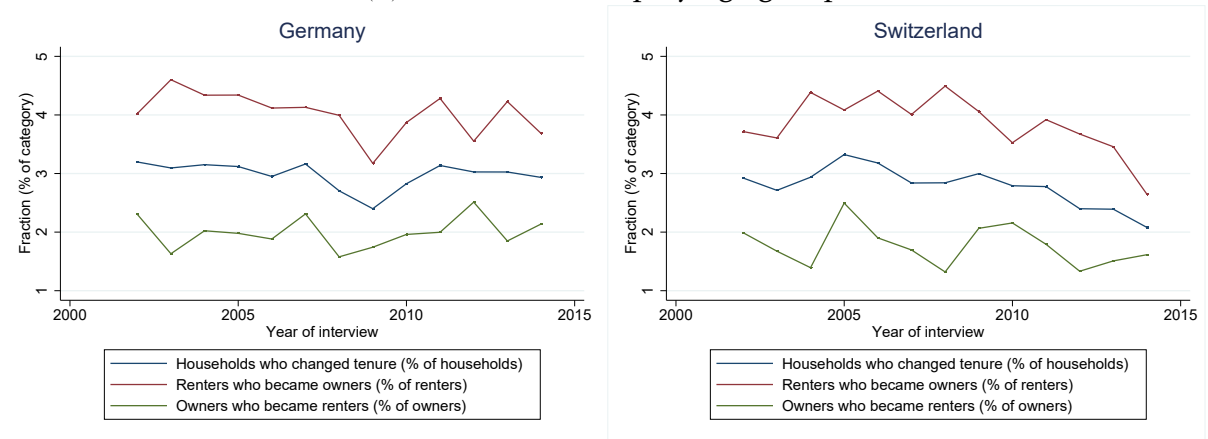 Germany
Fraction (% of category)
5
4
3
2
1
2000
2005
2010
2015
Year of interview
Households who changed tenure (% of households)
Renters who became owners (% of renters)
Owners who became renters (% of owners)
Switzerland
Fraction (% of category)
5
4
3
2
1
2000
2005
2010
2015
Year of interview
Households who changed tenure (% of households)
Renters who became owners (% of renters)
Owners who became renters (% of owners)